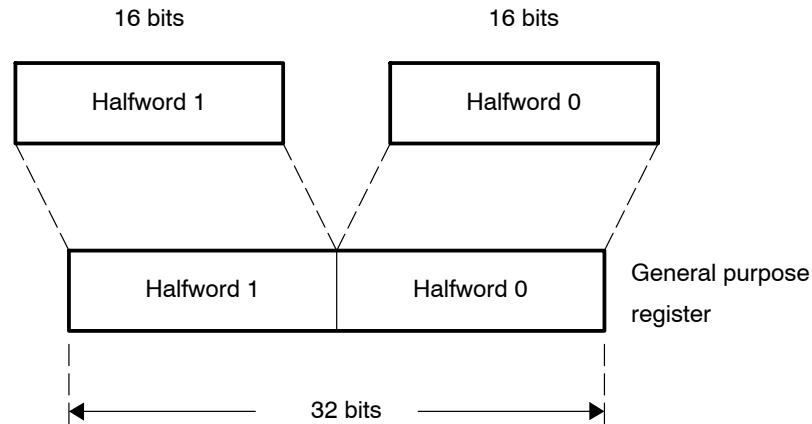 16 bits
16 bits
Halfword 1
Halfword 0
Halfword 1
Halfword 0
General purpose
register
32 bits